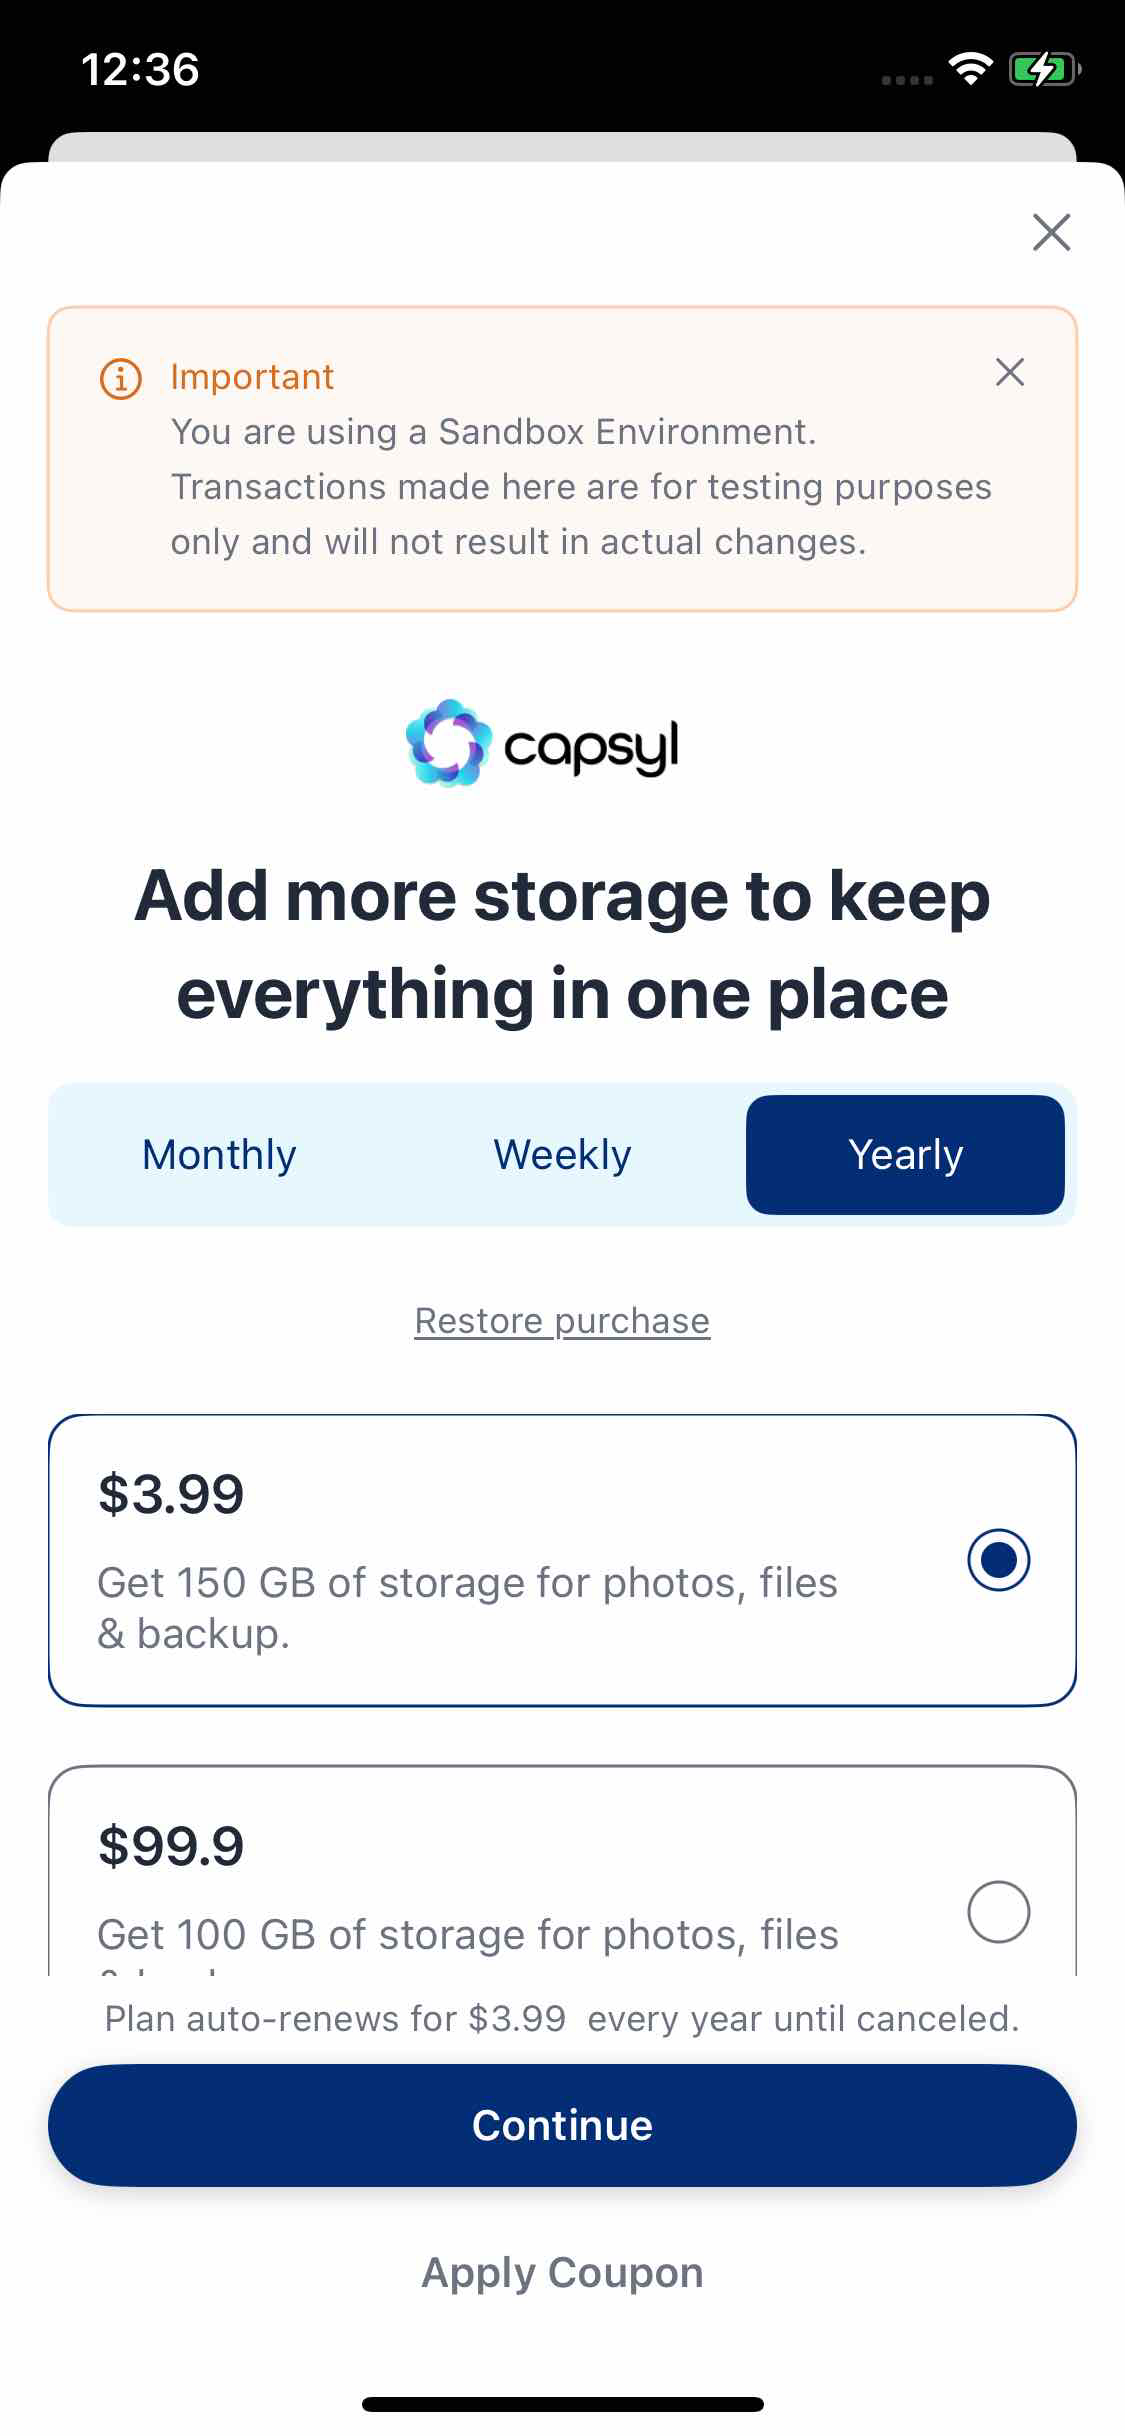 12:36
Important
You are using a Sandbox Environment.
Transactions made here are for testing purposes
only and will not result in actual changes.
capsyl
Add more storage to keep
everything in one place
Monthly Weekly Yearly
Restore purchase
$3.99
Get 150 GB of storage for photos, files
& backup.
$99.9
Get 100 GB of storage for photos, files
Plan auto-renews for $3.99 every year until canceled.
Continue
Apply Coupon